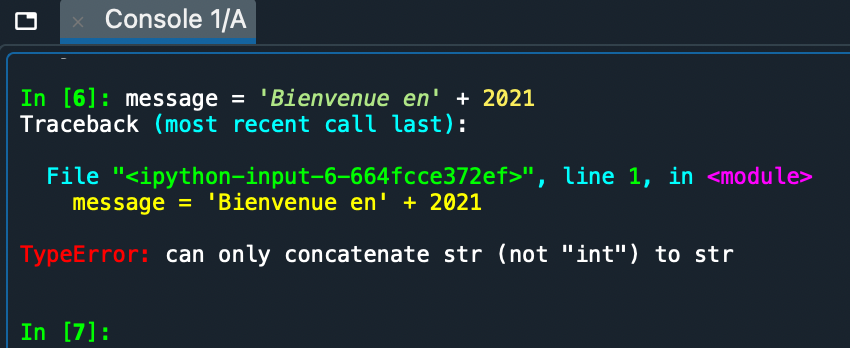 Console 1/A
In [6]: message = 'Bienvenue en' + 2021
Traceback (most recent call last):
File "<ipython-input-6-664fcce372ef>", line 1, in <module>
message = 'Bienvenue en' + 2021
TypeError: can only concatenate str (not "int") to str
In [7]: